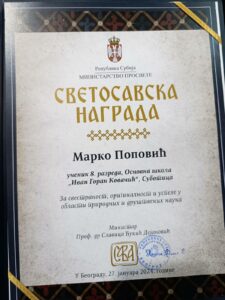 Република Србија
МИНИСТАРСТВО ПРОСВЕТЕ
СВЕТОСАВСКА
НАГРАДА
Марко Поповић
ученик 8. разреда, Основна школа
„Иван Горан Ковачић“, Суботица
За свестраност, оригиналност и успехе у
области природних и друштвених наука
Министар
Проф. др Славица Ђукић Дејановић
У Београду, 27. јануара 2024. године